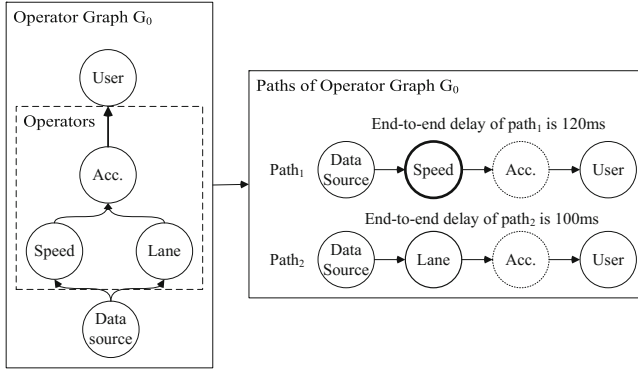 Operator Graph G₀
User
Operators
Acc.
Speed
Lane
Data
source
Paths of Operator Graph G₀
End-to-end delay of path₁ is 120ms
Path₁
Data
Source
Speed
Acc.
User
End-to-end delay of path₂ is 100ms
Path₂
Data
Source
Lane
Acc.
User